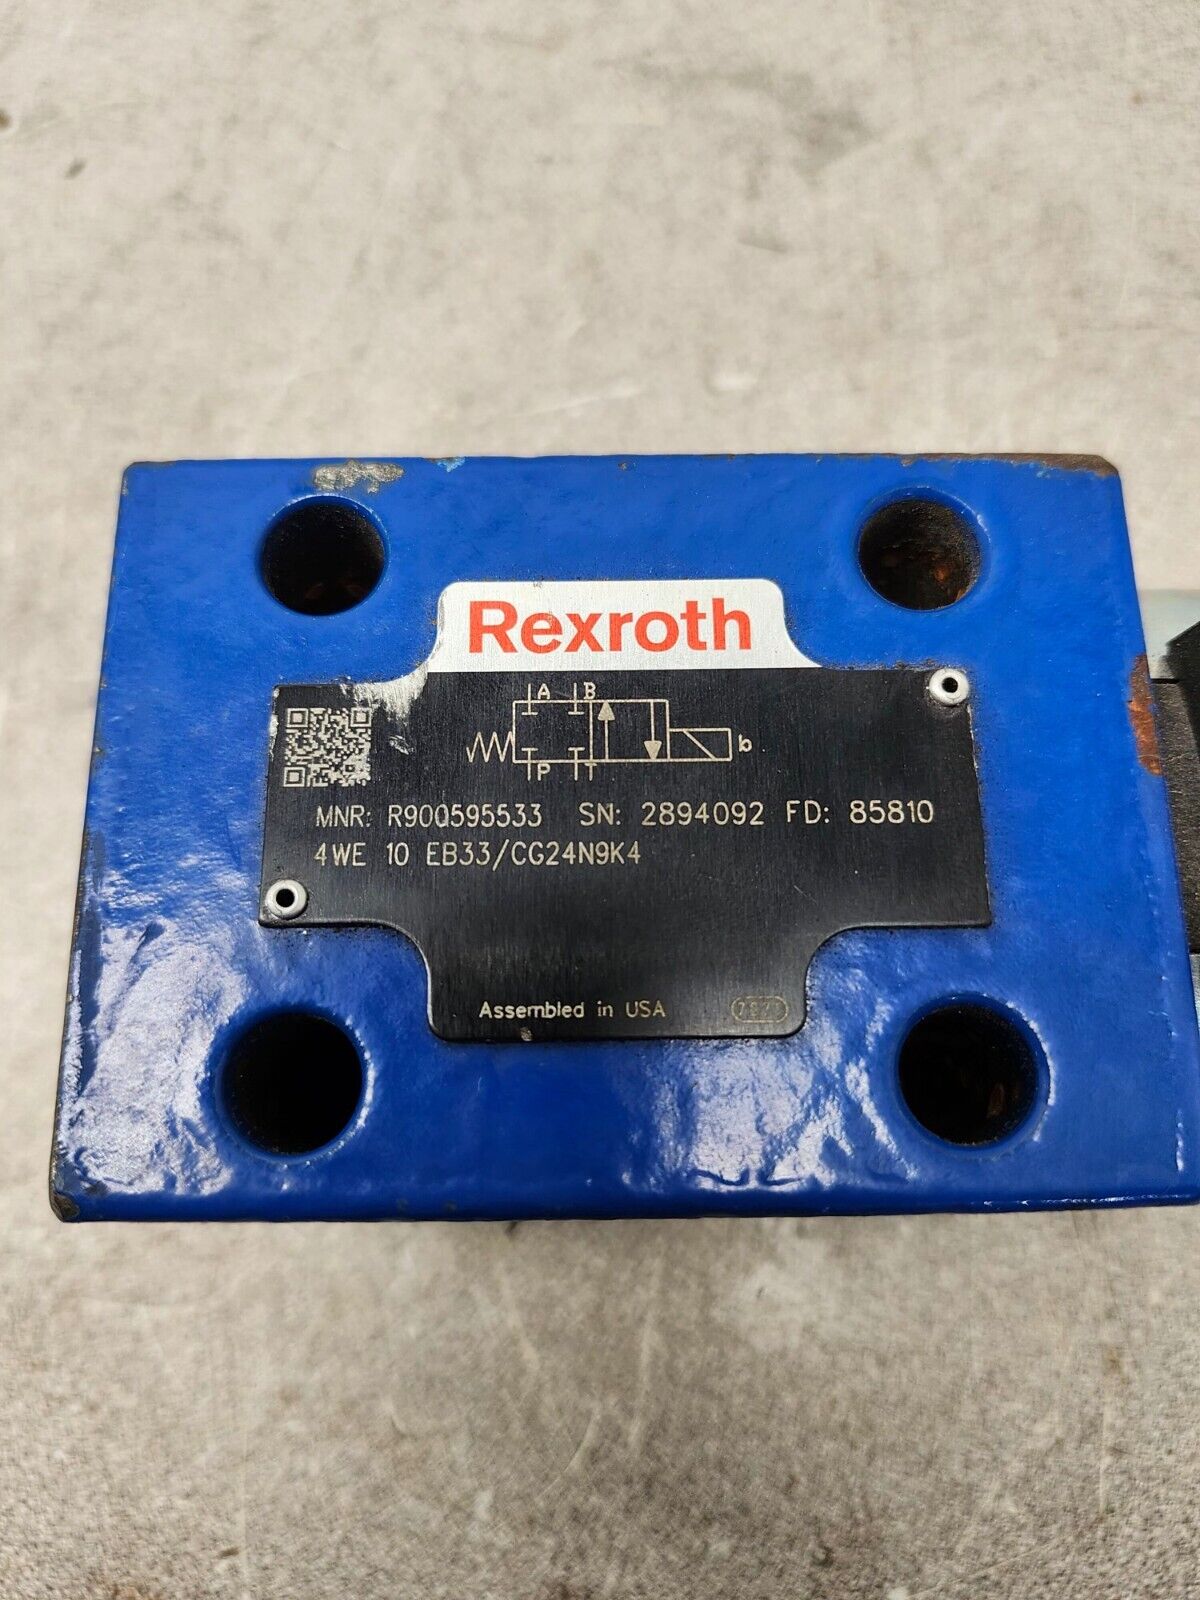 Rexroth
A B
b
P T
MNR: R900595533 SN: 2894092 FD: 85810
4WE 10 EB33/CG24N9K4
Assembled in USA